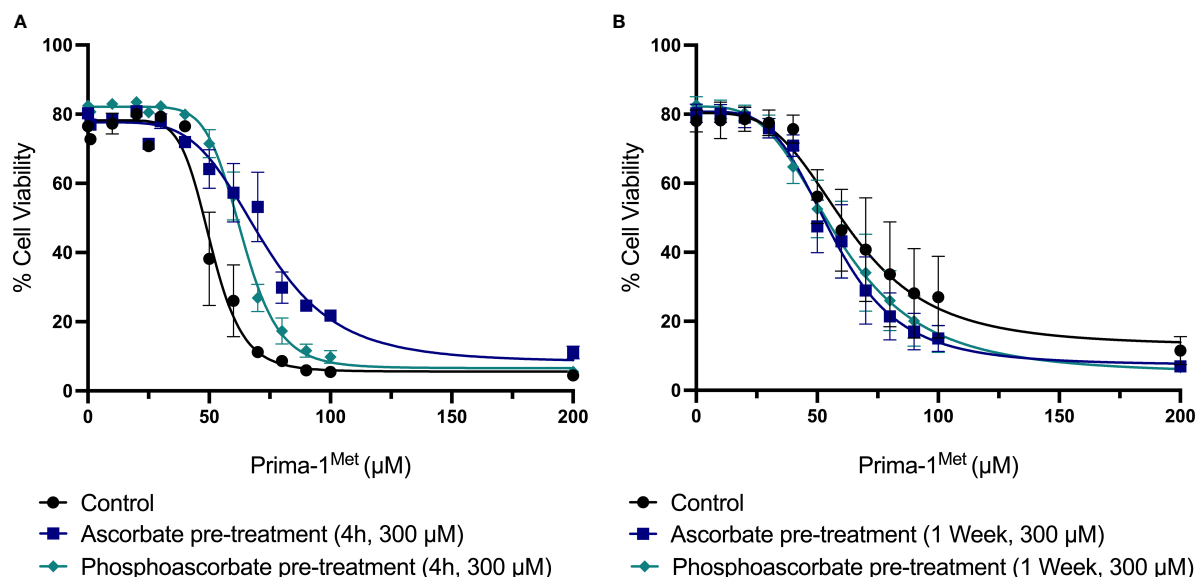 A
100
80
60
40
20
0
% Cell Viability
0 50 100 150 200
Prima-1Met (µM)
Control
Ascorbate pre-treatment (4h, 300 µM)
Phosphoascorbate pre-treatment (4h, 300 µM)
B
100
80
60
40
20
0
% Cell Viability
0 50 100 150 200
Prima-1Met (µM)
Control
Ascorbate pre-treatment (1 Week, 300 µM)
Phosphoascorbate pre-treatment (1 Week, 300 µM)